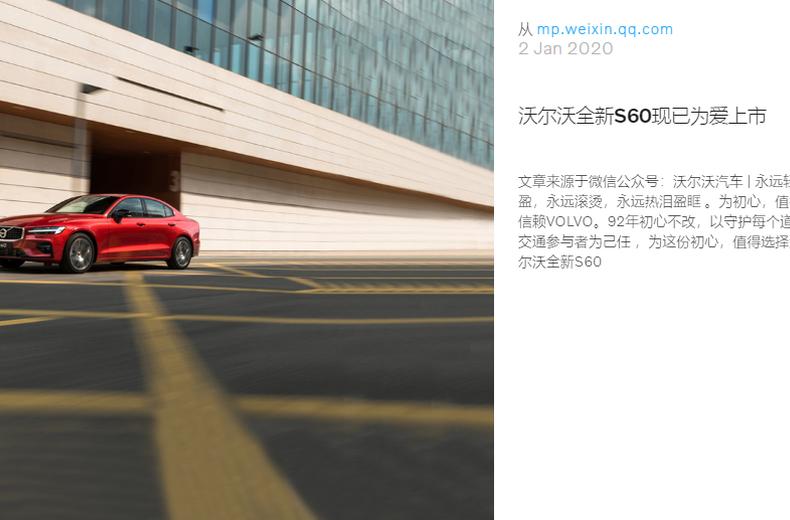 从 mp.weixin.qq.com
2 Jan 2020
沃尔沃全新S60现已为爱上市
文章来源于微信公众号：沃尔沃汽车 | 永远轻
盈，永远滚烫，永远热泪盈眶 。为初心，值
信赖VOLVO。92年初心不改，以守护每个道
交通参与者为己任 ，为这份初心，值得选择
尔沃全新S60
3